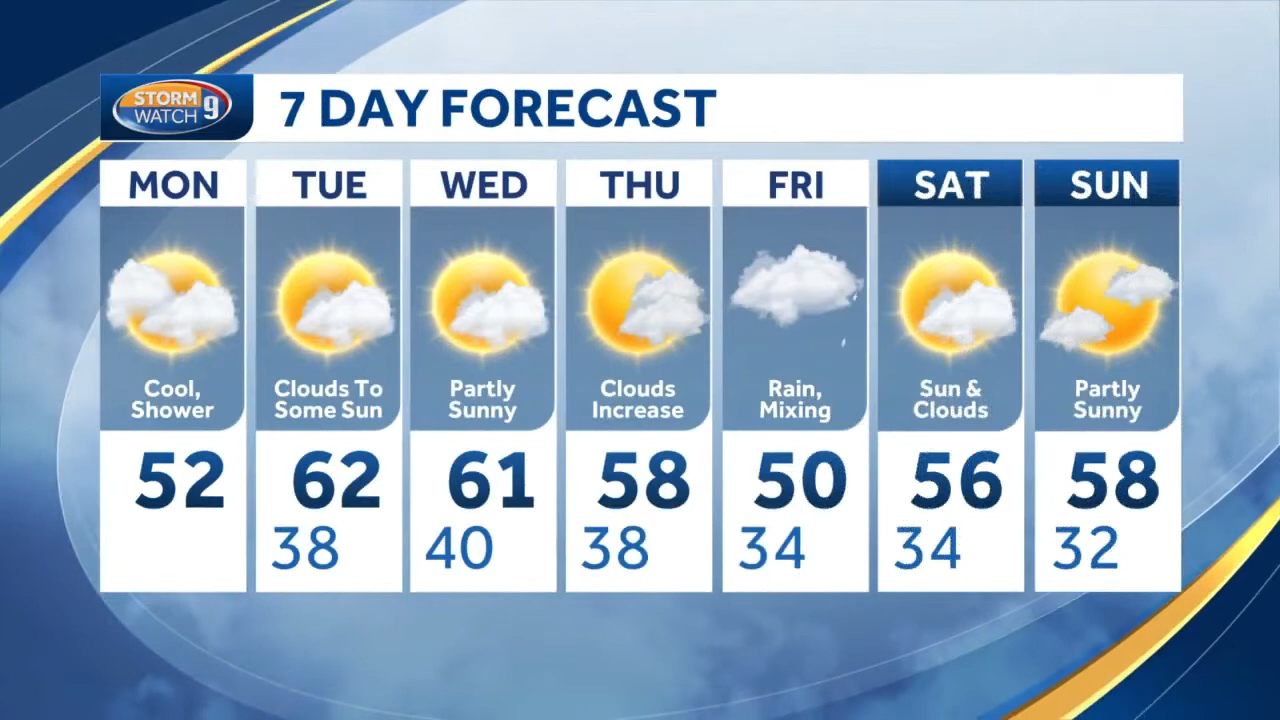 STORM
WATCH 9
7 DAY FORECAST
MON
TUE
WED
THU
FRI
SAT
SUN
Cool,
Shower
Clouds To
Some Sun
Partly
Sunny
Clouds
Increase
Rain,
Mixing
Sun &
Clouds
Partly
Sunny
52
62
61
58
50
56
58
38
40
38
34
34
32